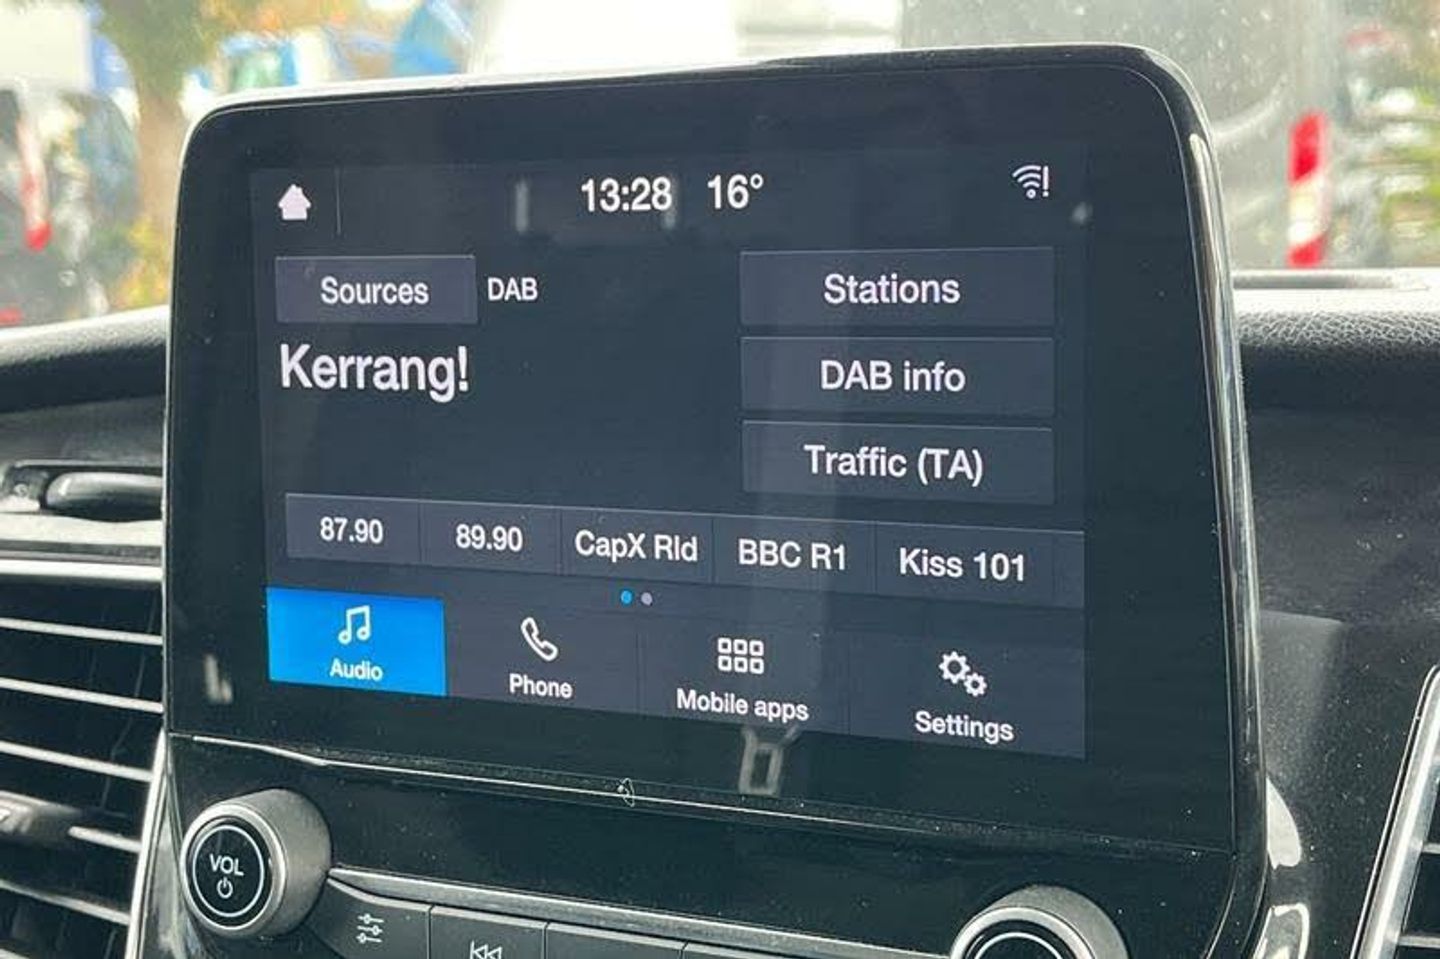 13:28 16°
Sources DAB Stations
Kerrang! DAB info
Traffic (TA)
87.90 89.90 CapX Rld BBC R1 Kiss 101
Audio Phone Mobile apps Settings
VOL